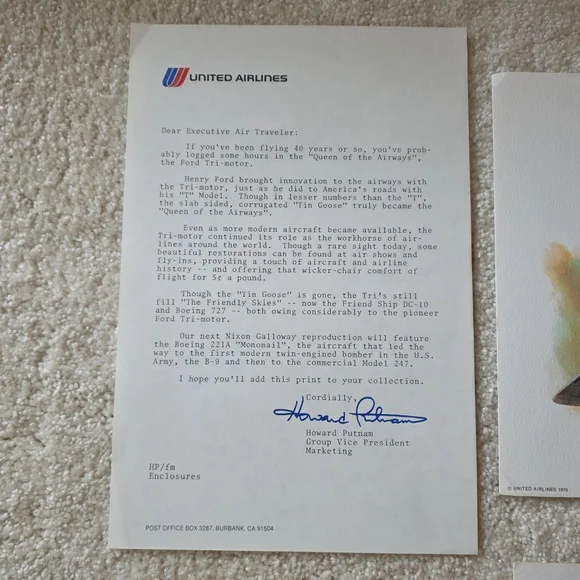 UNITED AIRLINES
Dear Executive Air Traveler:
If you've been flying 40 years or so, you've prob-
ably logged some hours in the "Queen of the Airways",
the Ford Tri-motor.
Henry Ford brought innovation to the airways with
the Tri-motor, just as he did to America's roads with
his "T" Model. Though in lesser numbers than the "T",
the slab sided, corrugated "Tin Goose" truly became the
"Queen of the Airways".
Even as more modern aircraft became available, the
Tri-motor continued its role as the workhorse of air-
lines around the world. Though a rare sight today, some
beautiful restorations can be found at air shows and
fly-ins, providing a touch of aircraft and airline
history -- and offering that wicker-chair comfort of
flight for 5¢ a pound.
Though the "Tin Goose" is gone, the Tri's still
fill "The Friendly Skies" -- now the Friend Ship DC-10
and Boeing 727 -- both owing considerably to the pioneer
Ford Tri-motor.
Our next Nixon Galloway reproduction will feature
the Boeing 221A "Monomail", the aircraft that led the
way to the first modern twin-engined bomber in the U.S.
Army, the B-9 and then to the commercial Model 247.
I hope you'll add this print to your collection.
Cordially,
Howard Putnam
Howard Putnam
Group Vice President
Marketing
HP/fm
Enclosures
POST OFFICE BOX 3287, BURBANK, CA 91504
© UNITED AIRLINES 1976